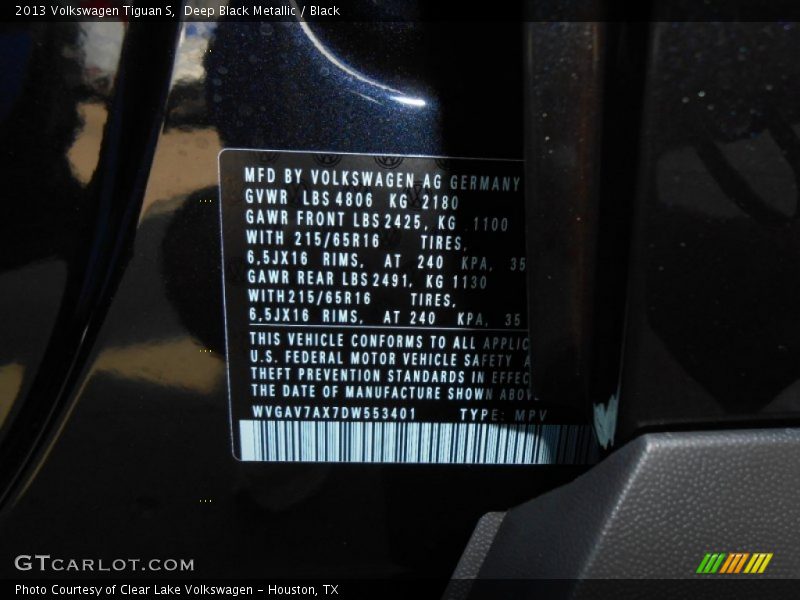 2013 Volkswagen Tiguan S, Deep Black Metallic / Black
MFD BY VOLKSWAGEN AG GERMANY
GVWR LBS 4806 KG 2180
GAWR FRONT LBS 2425, KG 1100
WITH 215/65R16 TIRES,
6,5JX16 RIMS, AT 240 KPA, 35
GAWR REAR LBS 2491, KG 1130
WITH 215/65R16 TIRES,
6,5JX16 RIMS, AT 240 KPA, 35
THIS VEHICLE CONFORMS TO ALL APPLIC
U.S. FEDERAL MOTOR VEHICLE SAFETY A
THEFT PREVENTION STANDARDS IN EFFEC
THE DATE OF MANUFACTURE SHOWN ABOV
WVGAV7AX7DW553401 TYPE: MPV
GTCARLOT.COM
Photo Courtesy of Clear Lake Volkswagen - Houston, TX